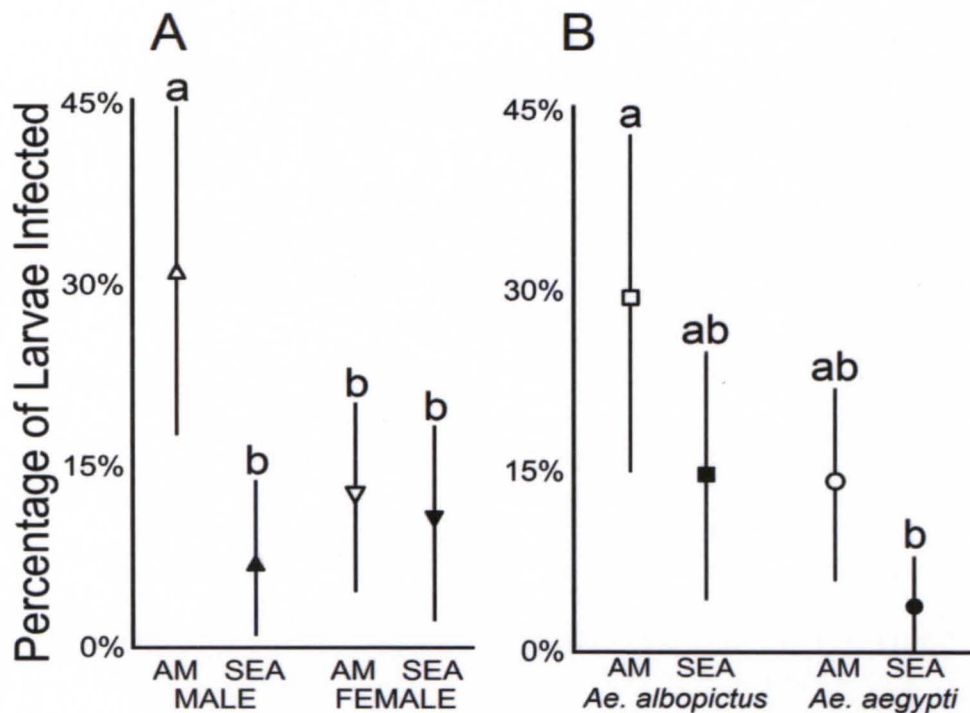 A
B
Percentage of Larvae Infected
45%
30%
15%
0%
a
b
b
b
AM SEA AM SEA
MALE FEMALE
45%
30%
15%
0%
a
ab
ab
b
AM SEA AM SEA
Ae. albopictus Ae. aegypti